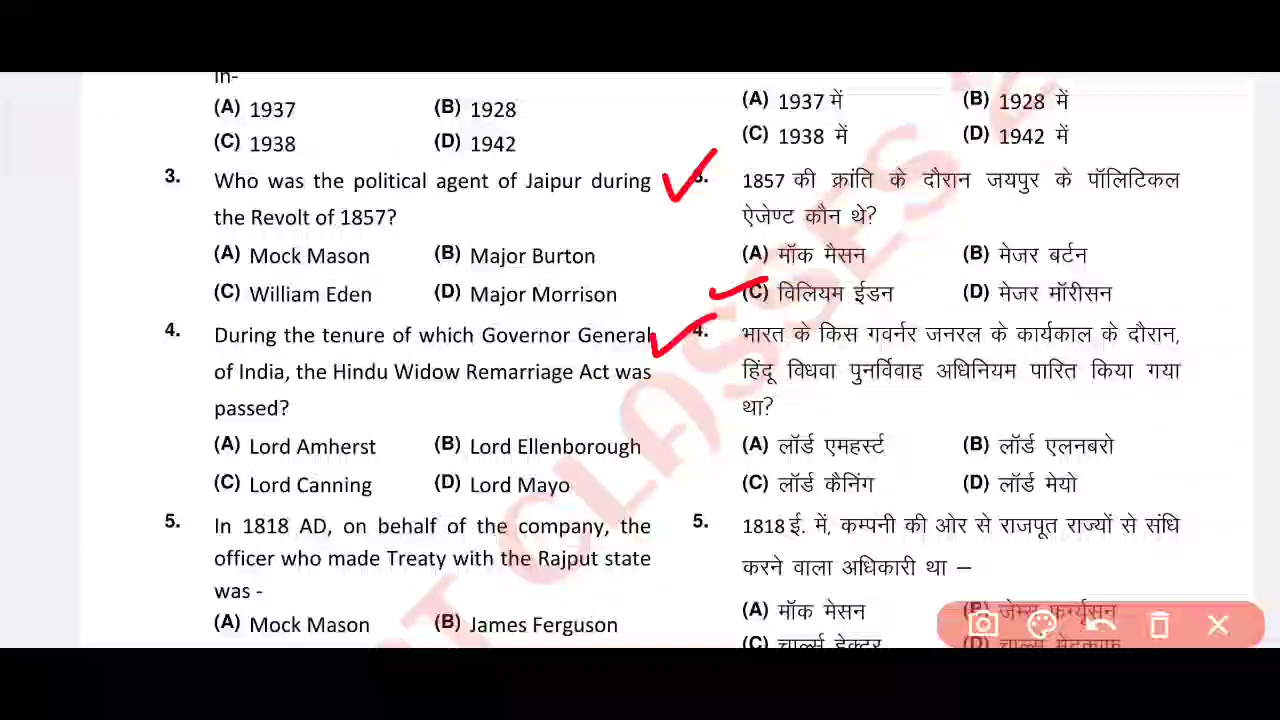 in-
(A) 1937 (B) 1928
(C) 1938 (D) 1942
3. Who was the political agent of Jaipur during
the Revolt of 1857?
(A) Mock Mason (B) Major Burton
(C) William Eden (D) Major Morrison
4. During the tenure of which Governor General
of India, the Hindu Widow Remarriage Act was
passed?
(A) Lord Amherst (B) Lord Ellenborough
(C) Lord Canning (D) Lord Mayo
5. In 1818 AD, on behalf of the company, the
officer who made Treaty with the Rajput state
was -
(A) Mock Mason (B) James Ferguson
(A) 1937 में (B) 1928 में
(C) 1938 में (D) 1942 में
3. 1857 की क्रांति के दौरान जयपुर के पॉलिटिकल
ऐजेण्ट कौन थे?
(A) मॉक मैसन (B) मेजर बर्टन
(C) विलियम ईडन (D) मेजर मॉरीसन
4. भारत के किस गवर्नर जनरल के कार्यकाल के दौरान,
हिंदू विधवा पुनर्विवाह अधिनियम पारित किया गया
था?
(A) लॉर्ड एमहर्स्ट (B) लॉर्ड एलनबरो
(C) लॉर्ड कैनिंग (D) लॉर्ड मेयो
5. 1818 ई. में, कम्पनी की ओर से राजपूत राज्यों से संधि
करने वाला अधिकारी था –
(A) मॉक मेसन (B) जेम्स फर्ग्यूसन
(C) चार्ल्स (D) चार्ल्स
CLASSES